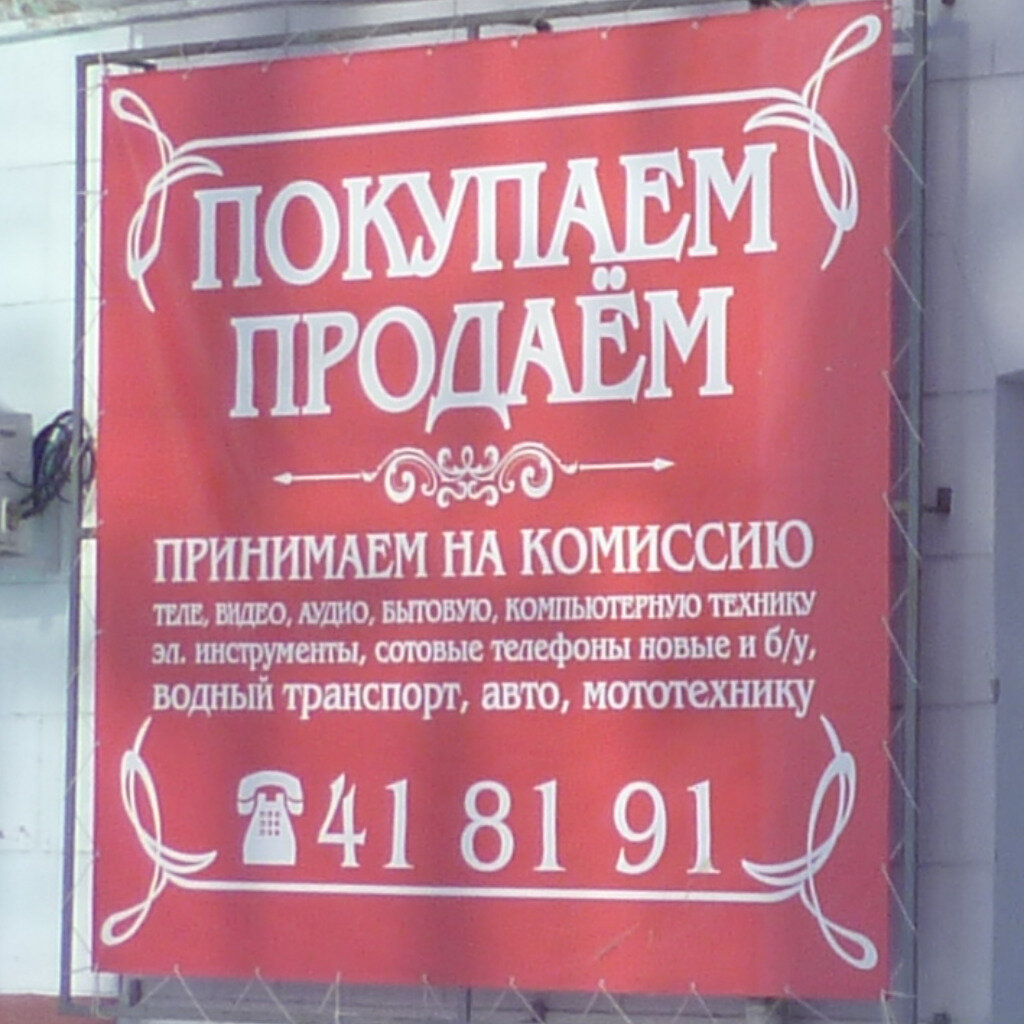 ПОКУПАЕМ
ПРОДАЁМ
ПРИНИМАЕМ НА КОМИССИЮ
ТЕЛЕ, ВИДЕО, АУДИО, БЫТОВУЮ, КОМПЬЮТЕРНУЮ ТЕХНИКУ
эл. инструменты, сотовые телефоны новые и б/у,
водный транспорт, авто, мототехнику
41 81 91